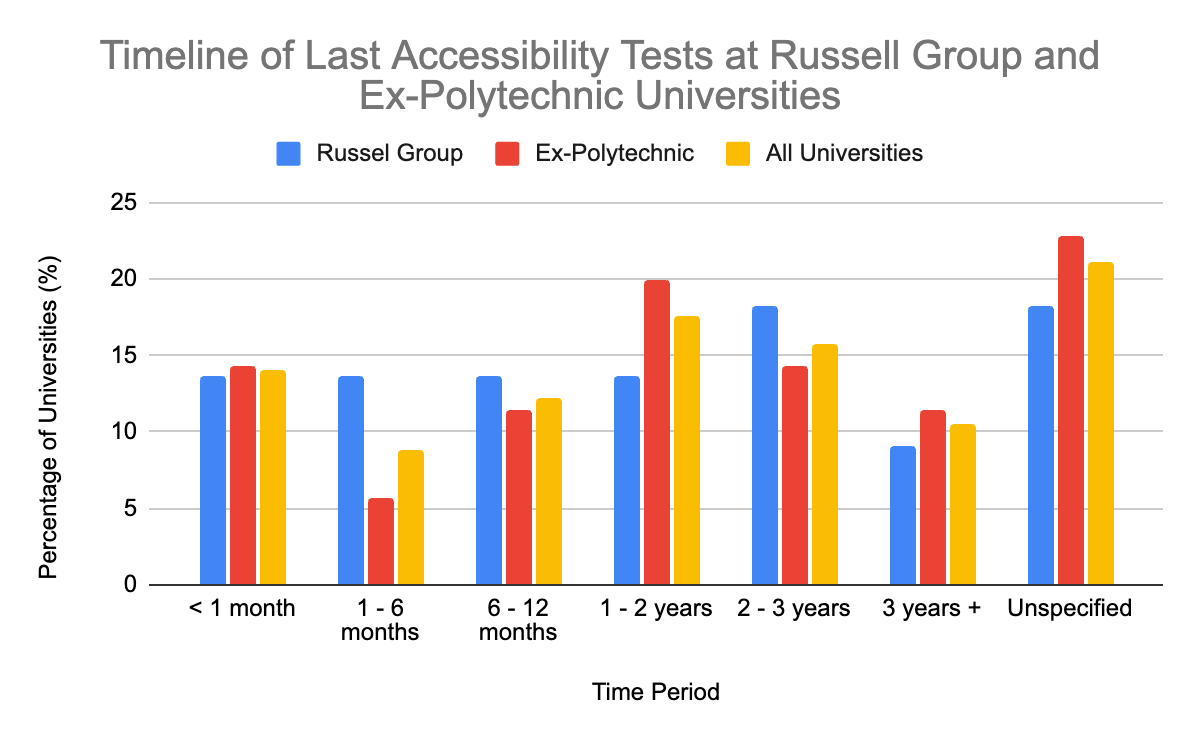 Timeline of Last Accessibility Tests at Russell Group and
Ex-Polytechnic Universities
Russel Group
Ex-Polytechnic
All Universities
Percentage of Universities (%)
25
20
15
10
5
0
< 1 month
1 - 6
months
6 - 12
months
1 - 2 years
2 - 3 years
3 years +
Unspecified
Time Period